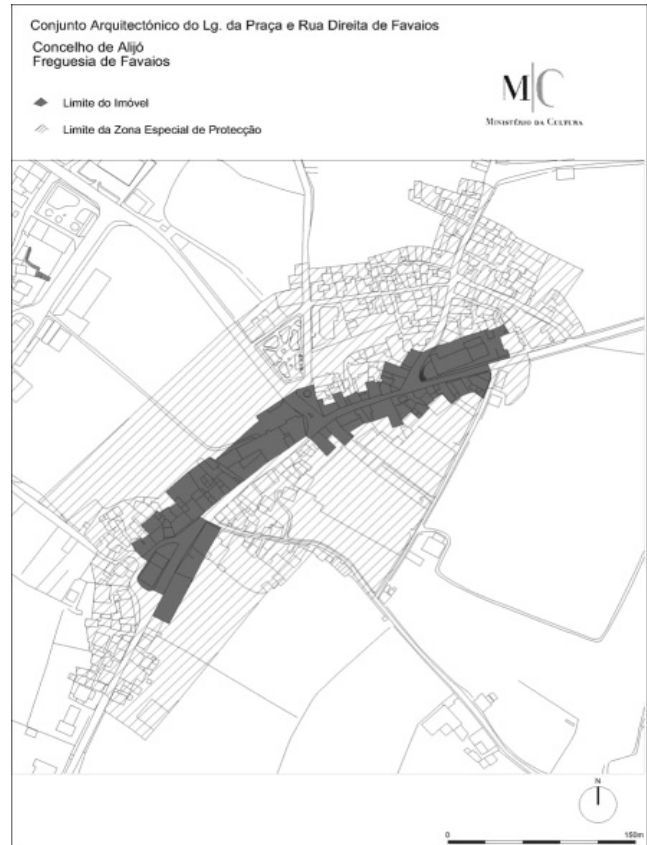 Conjunto Arquitectónico do Lg. da Praça e Rua Direita de Favaios
Concelho de Alijó
Freguesia de Favaios
Limite do Imóvel
Limite da Zona Especial de Protecção
M|C
MINISTÉRIO DA CULTURA
N
0 150m